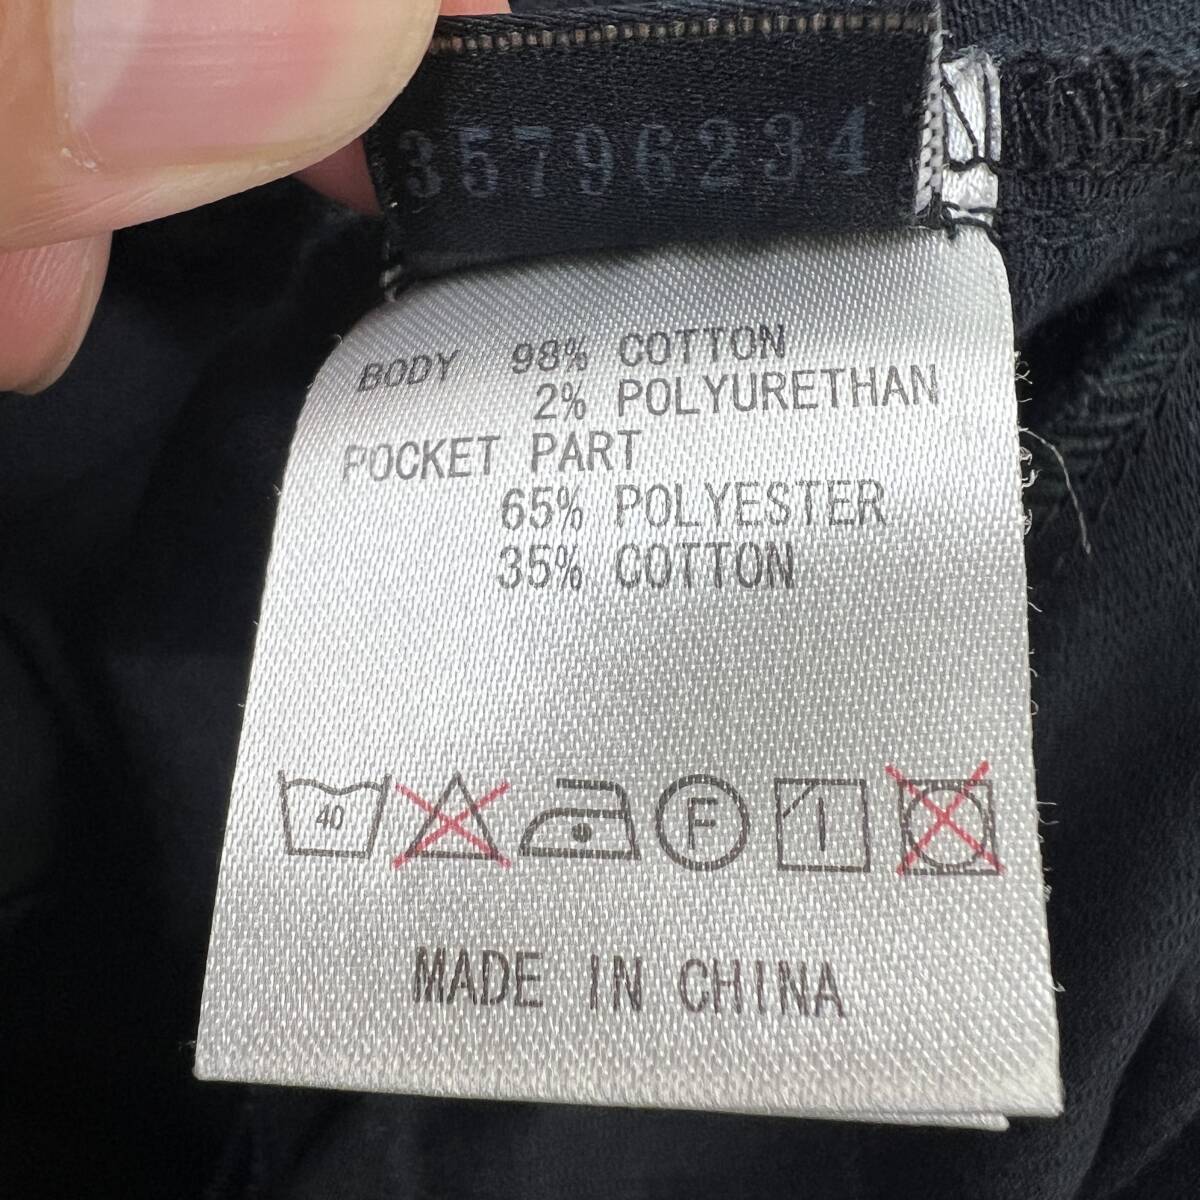 35796234
BODY 98% COTTON
2% POLYURETHAN
POCKET PART
65% POLYESTER
35% COTTON
40 F
MADE IN CHINA